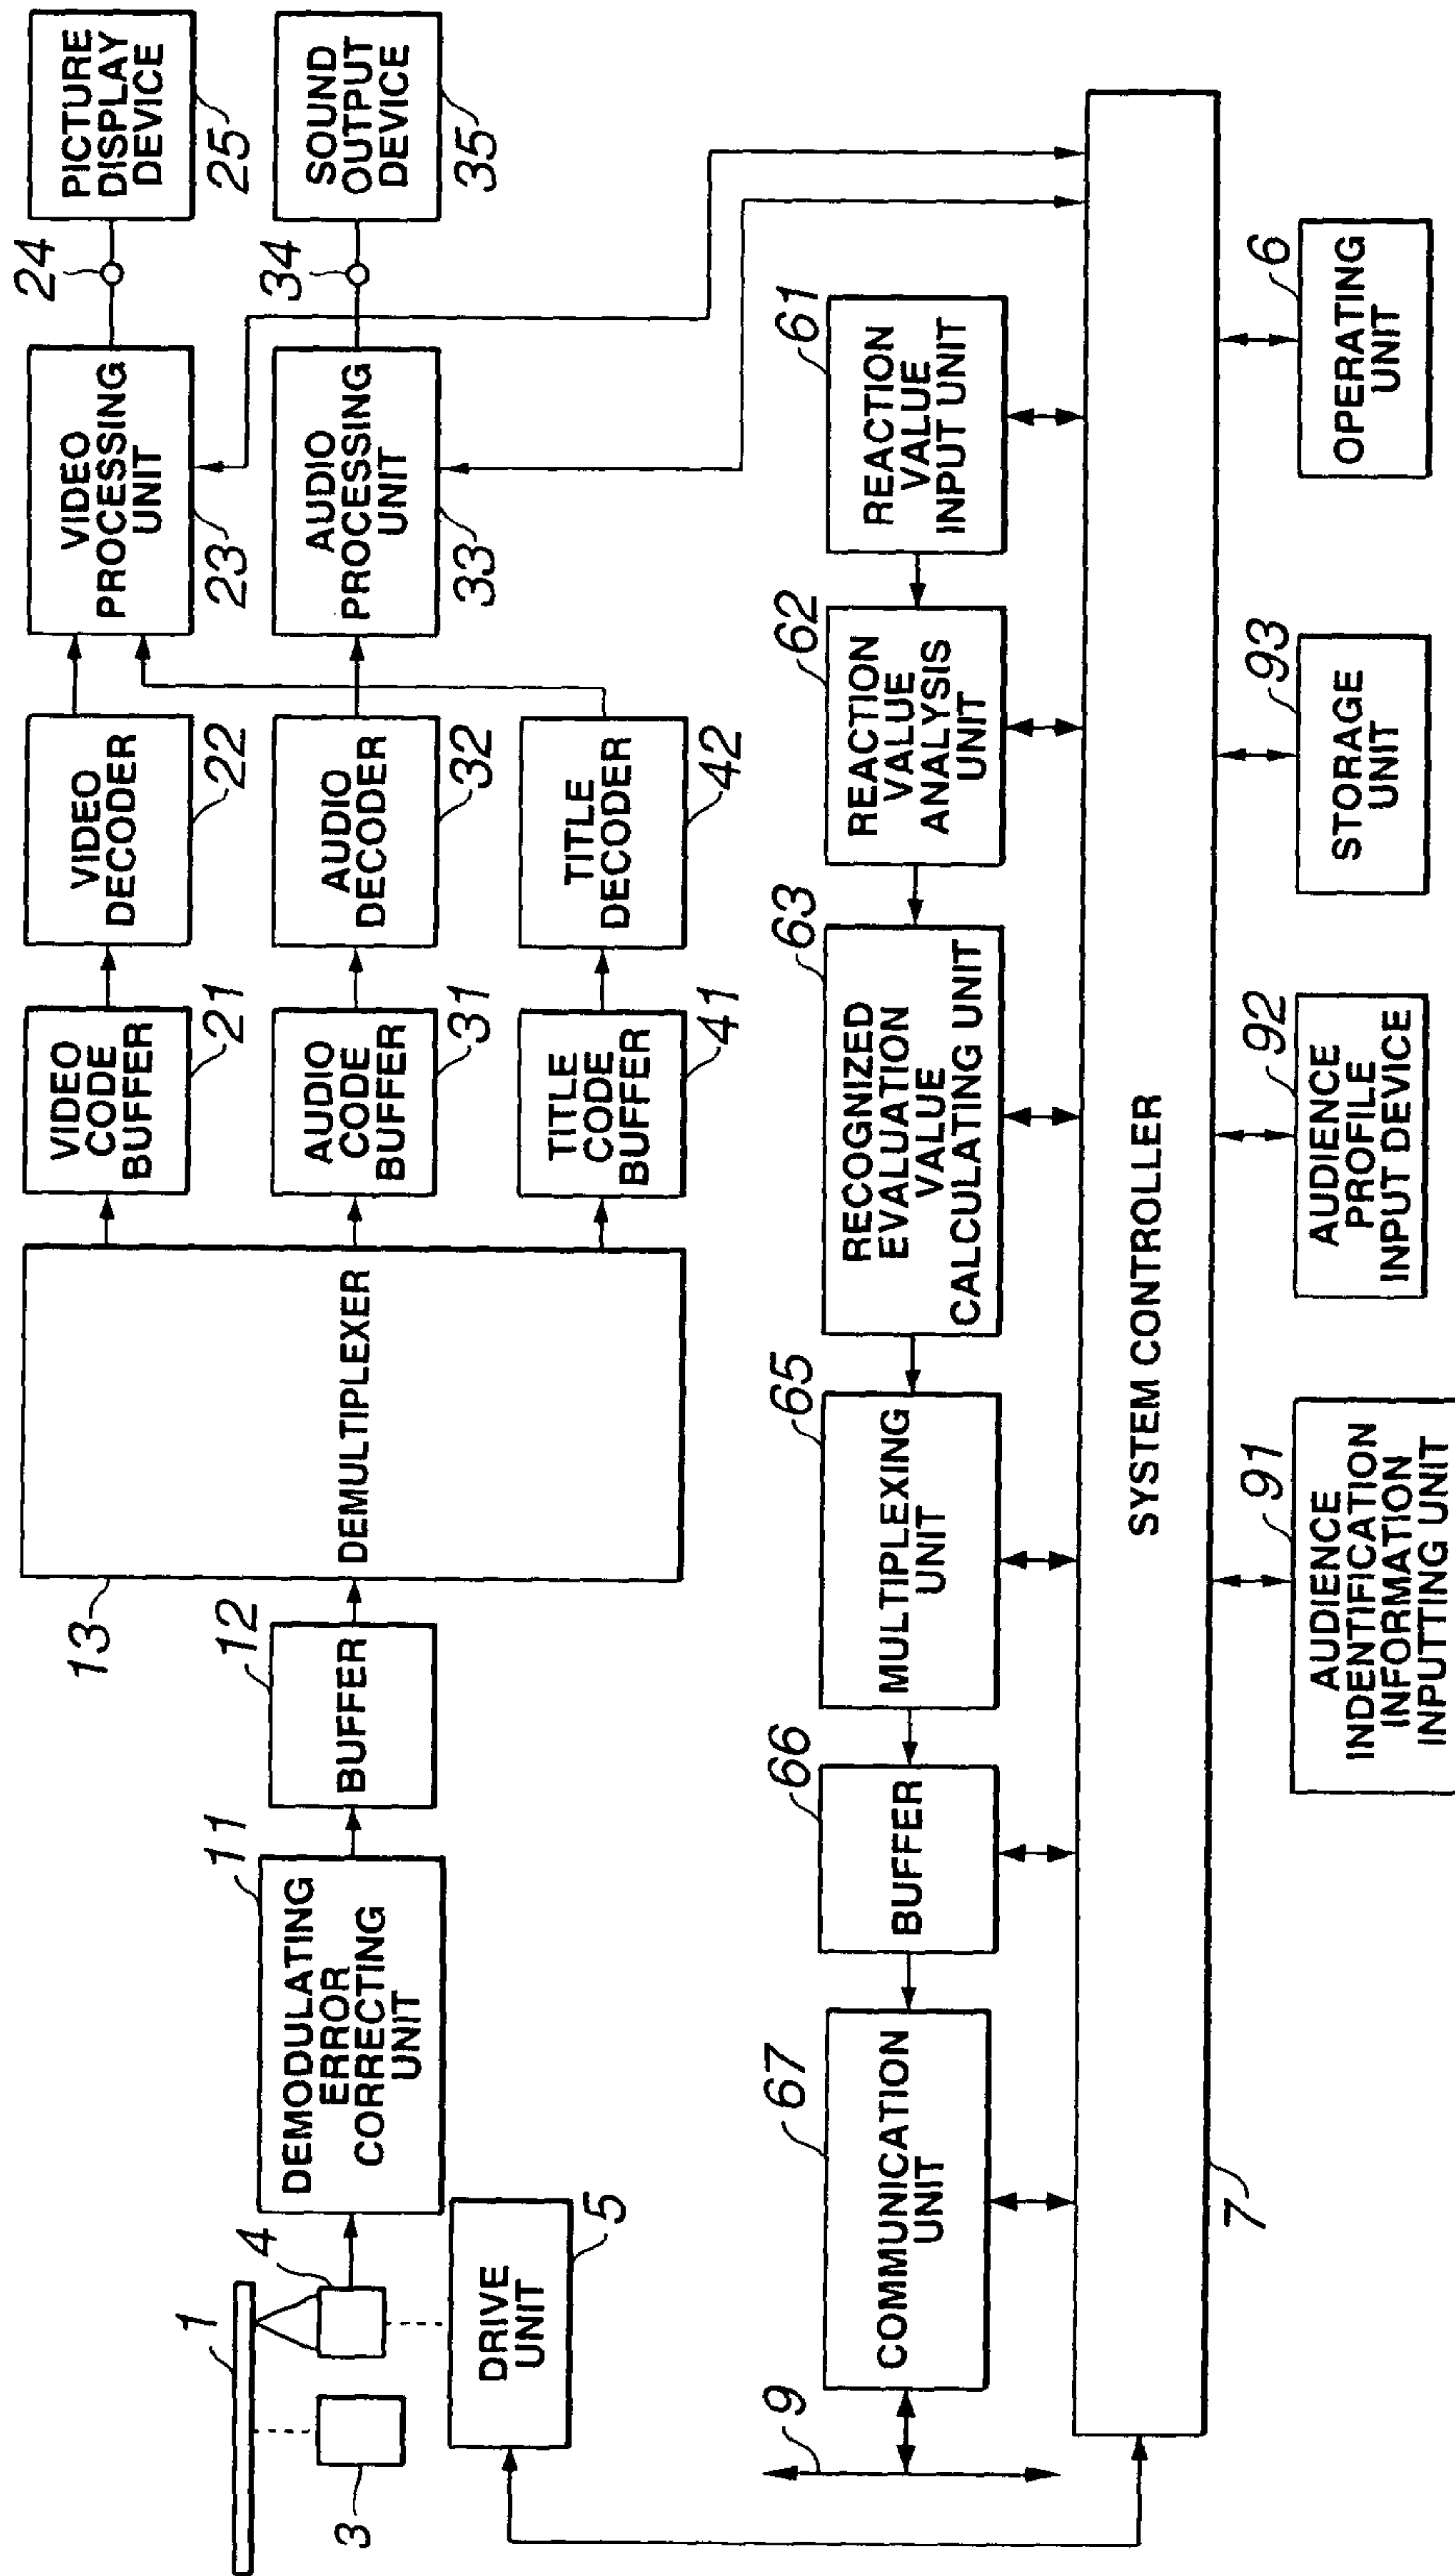 1
3
4
DRIVE
UNIT
5
DEMODULATING
ERROR
CORRECTING
UNIT
11
BUFFER
12
DEMULTIPLEXER
13
VIDEO
CODE
BUFFER
21
VIDEO
DECODER
22
VIDEO
PROCESSING
UNIT
23
24
PICTURE
DISPLAY
DEVICE
25
AUDIO
CODE
BUFFER
31
AUDIO
DECODER
32
AUDIO
PROCESSING
UNIT
33
34
SOUND
OUTPUT
DEVICE
35
TITLE
CODE
BUFFER
41
TITLE
DECODER
42
9
COMMUNICATION
UNIT
67
BUFFER
66
MULTIPLEXING
UNIT
65
RECOGNIZED
EVALUATION
VALUE
CALCULATING UNIT
63
REACTION
VALUE
ANALYSIS
UNIT
62
REACTION
VALUE
INPUT UNIT
61
SYSTEM CONTROLLER
7
AUDIENCE
INDENTIFICATION
INFORMATION
INPUTTING UNIT
91
AUDIENCE
PROFILE
INPUT DEVICE
92
STORAGE
UNIT
93
OPERATING
UNIT
6